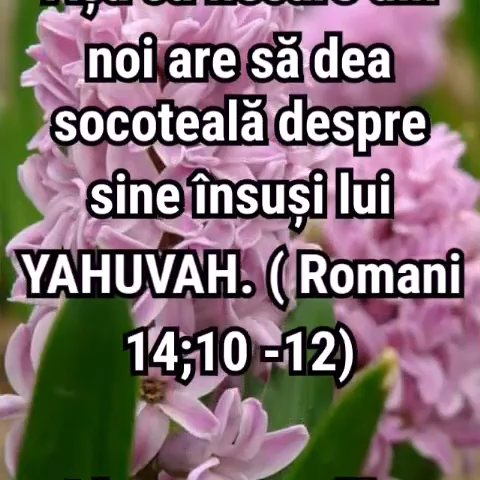 noi are să dea
socoteală despre
sine însuși lui
YAHUVAH. ( Romani
14;10 -12)